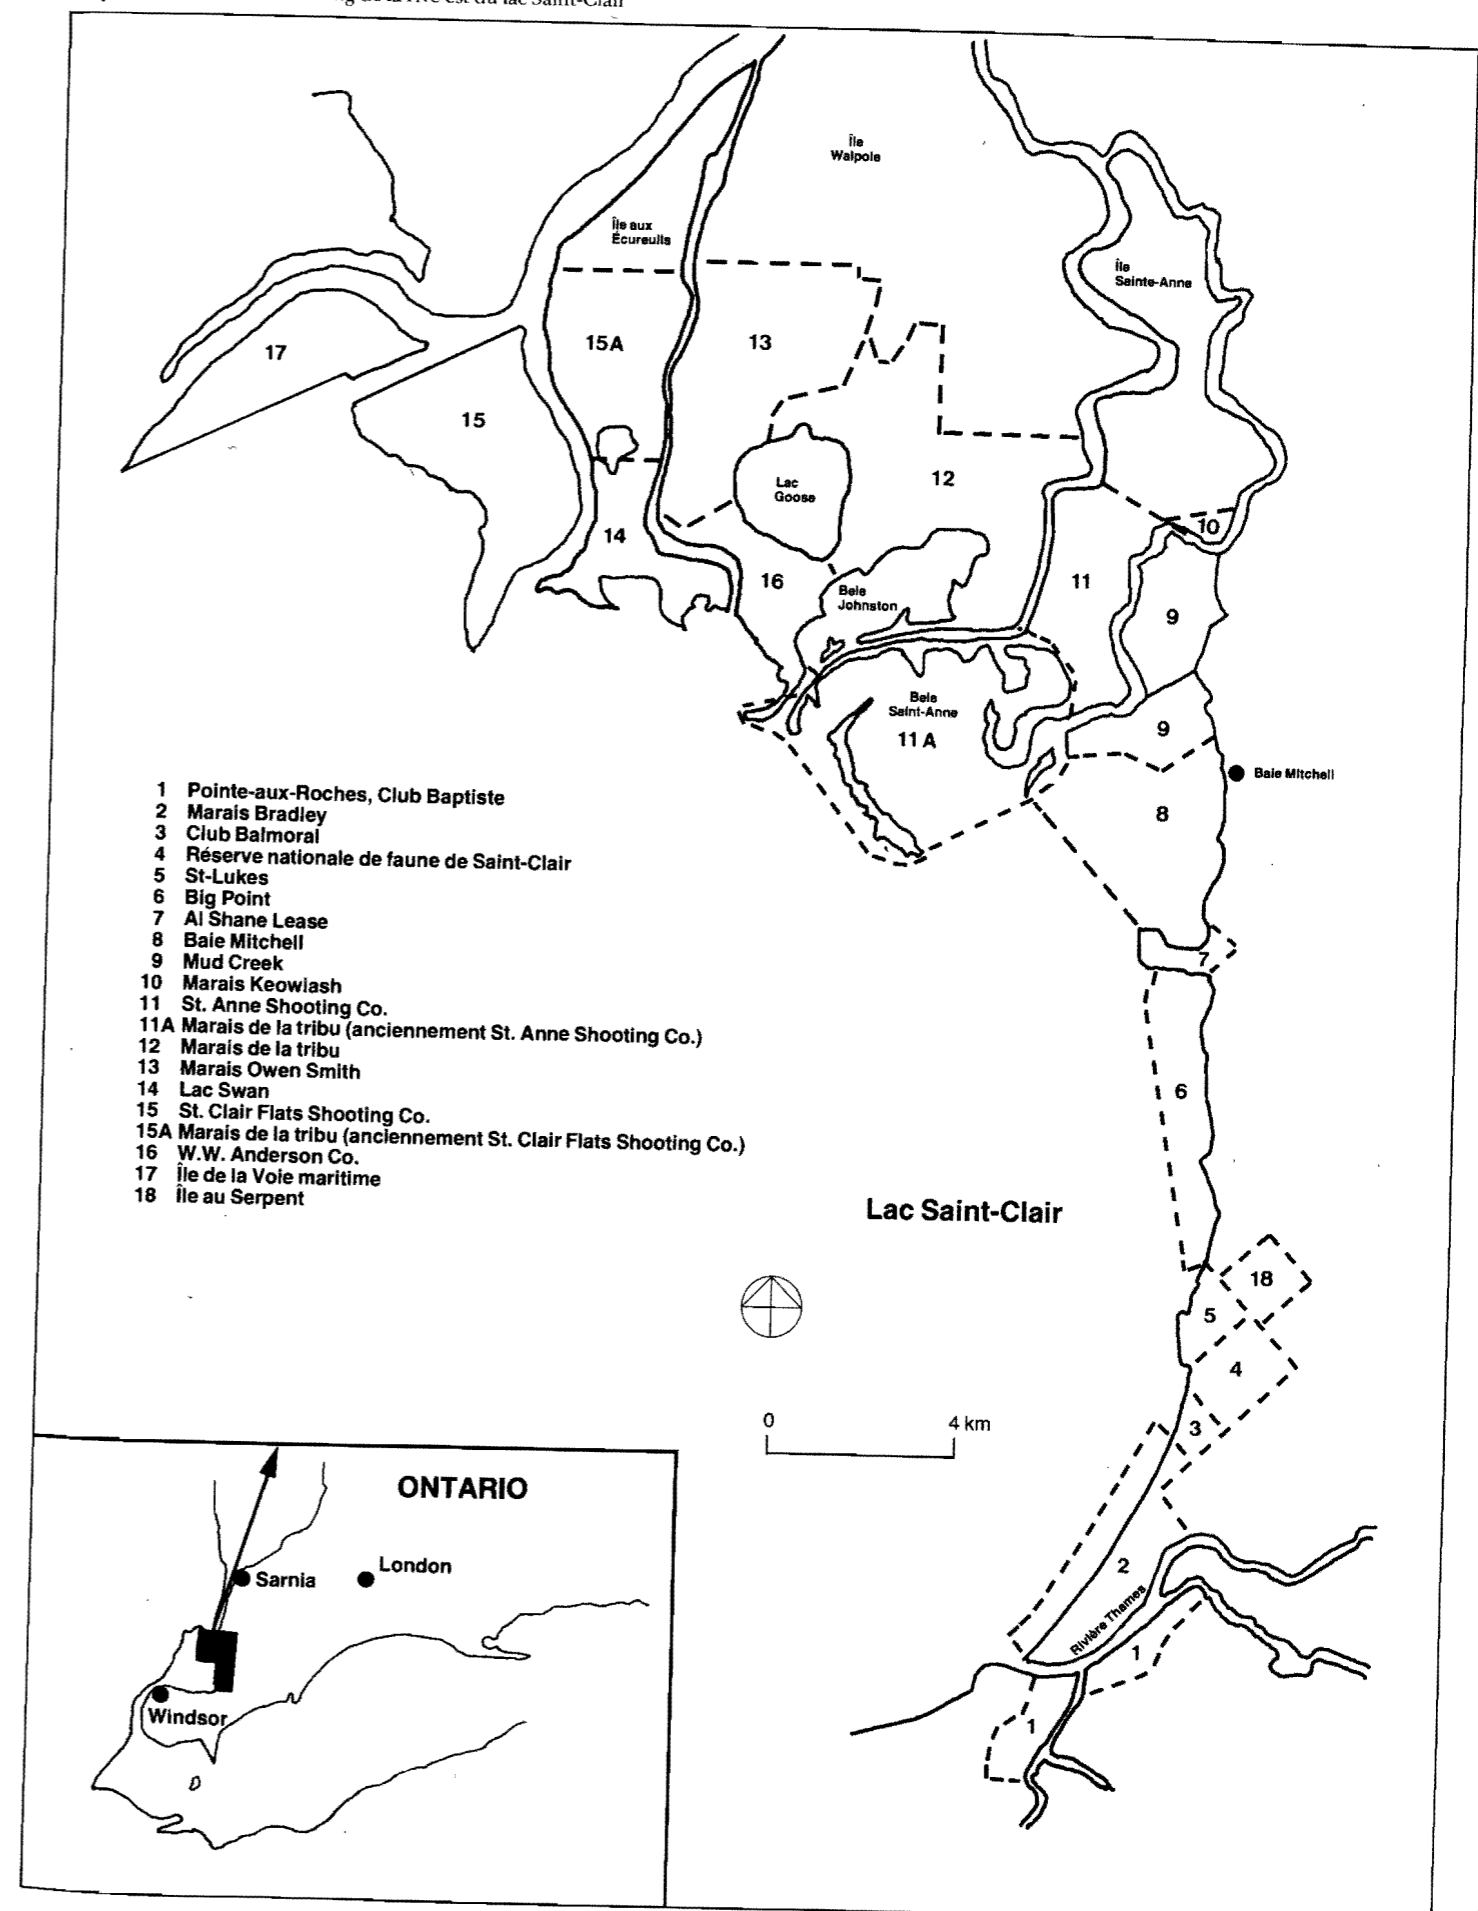 est du lac Saint-Clair
Île
Walpole
Île aux
Écureuils
Île
Sainte-Anne
17
15A
13
15
Lac
Goose
12
10
14
16
11
Baie
Johnston
9
Baie
Saint-Anne
11A
9
Baie Mitchell
8
1 Pointe-aux-Roches, Club Baptiste
2 Marais Bradley
3 Club Balmoral
4 Réserve nationale de faune de Saint-Clair
5 St-Lukes
6 Big Point
7 Al Shane Lease
8 Baie Mitchell
9 Mud Creek
10 Marais Keowlash
11 St. Anne Shooting Co.
11A Marais de la tribu (anciennement St. Anne Shooting Co.)
12 Marais de la tribu
13 Marais Owen Smith
14 Lac Swan
15 St. Clair Flats Shooting Co.
15A Marais de la tribu (anciennement St. Clair Flats Shooting Co.)
16 W.W. Anderson Co.
17 Île de la Voie maritime
18 Île au Serpent
7
6
Lac Saint-Clair
18
5
4
3
0 4 km
2
Rivière Thames
1
1
ONTARIO
Sarnia
London
Windsor